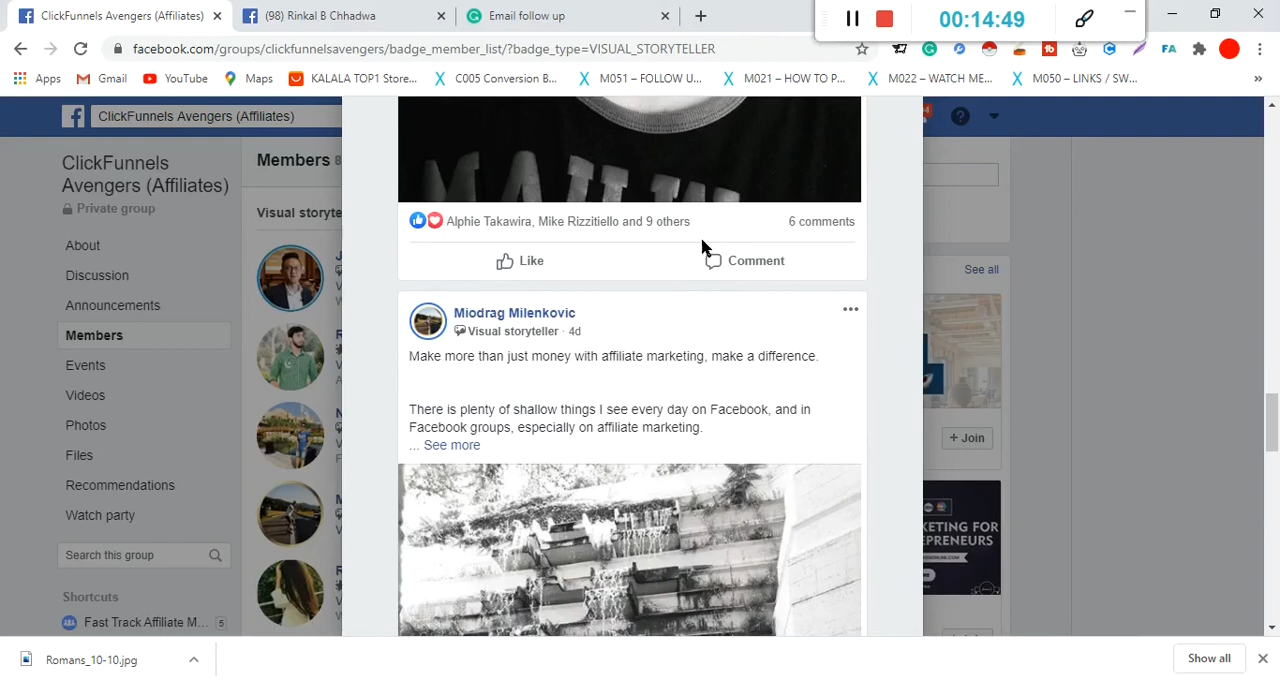 ClickFunnels Avengers (Affiliates)
(98) Rinkal B Chhadwa
Email follow up
00:14:49
facebook.com/groups/clickfunnelsavengers/badge_member_list/?badge_type=VISUAL_STORYTELLER
Apps
Gmail
YouTube
Maps
KALALA TOP1 Store...
C005 Conversion B...
M051 – FOLLOW U...
M021 – HOW TO P...
M022 – WATCH ME...
M050 – LINKS / SW...
ClickFunnels Avengers (Affiliates)
ClickFunnels
Avengers (Affiliates)
Private group
About
Discussion
Announcements
Members
Events
Videos
Photos
Files
Recommendations
Watch party
Search this group
Shortcuts
Fast Track Affiliate M... 5
Members 8
Visual storyte
Alphie Takawira, Mike Rizzitiello and 9 others
6 comments
Like
Comment
Miodrag Milenkovic
Visual storyteller · 4d
Make more than just money with affiliate marketing, make a difference.
There is plenty of shallow things I see every day on Facebook, and in
Facebook groups, especially on affiliate marketing.
... See more
See all
+ Join
KETING FOR
EPRENEURS
Romans_10-10.jpg
Show all